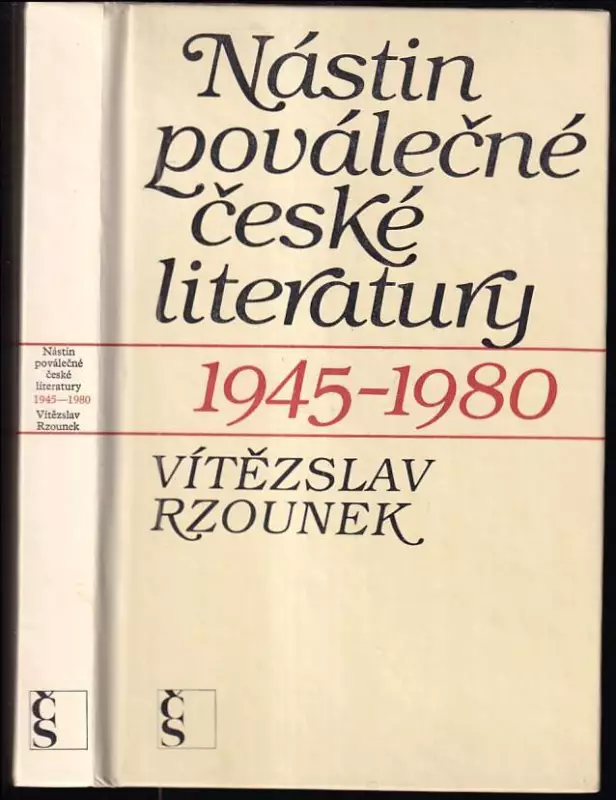 Nástin
poválečné
české
literatury
1945-1980
VÍTĚZSLAV
RZOUNEK
ČS
Nástin
poválečné
české
literatury
1945—1980
Vítězslav
Rzounek
ČS